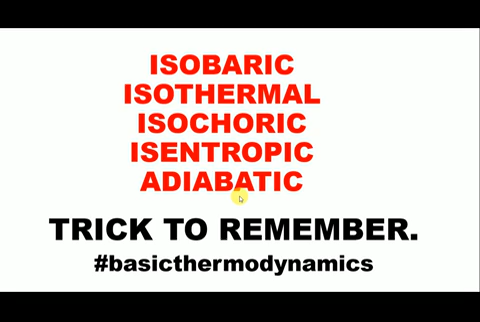 ISOBARIC
ISOTHERMAL
ISOCHORIC
ISENTROPIC
ADIABATIC
TRICK TO REMEMBER.
#basicthermodynamics